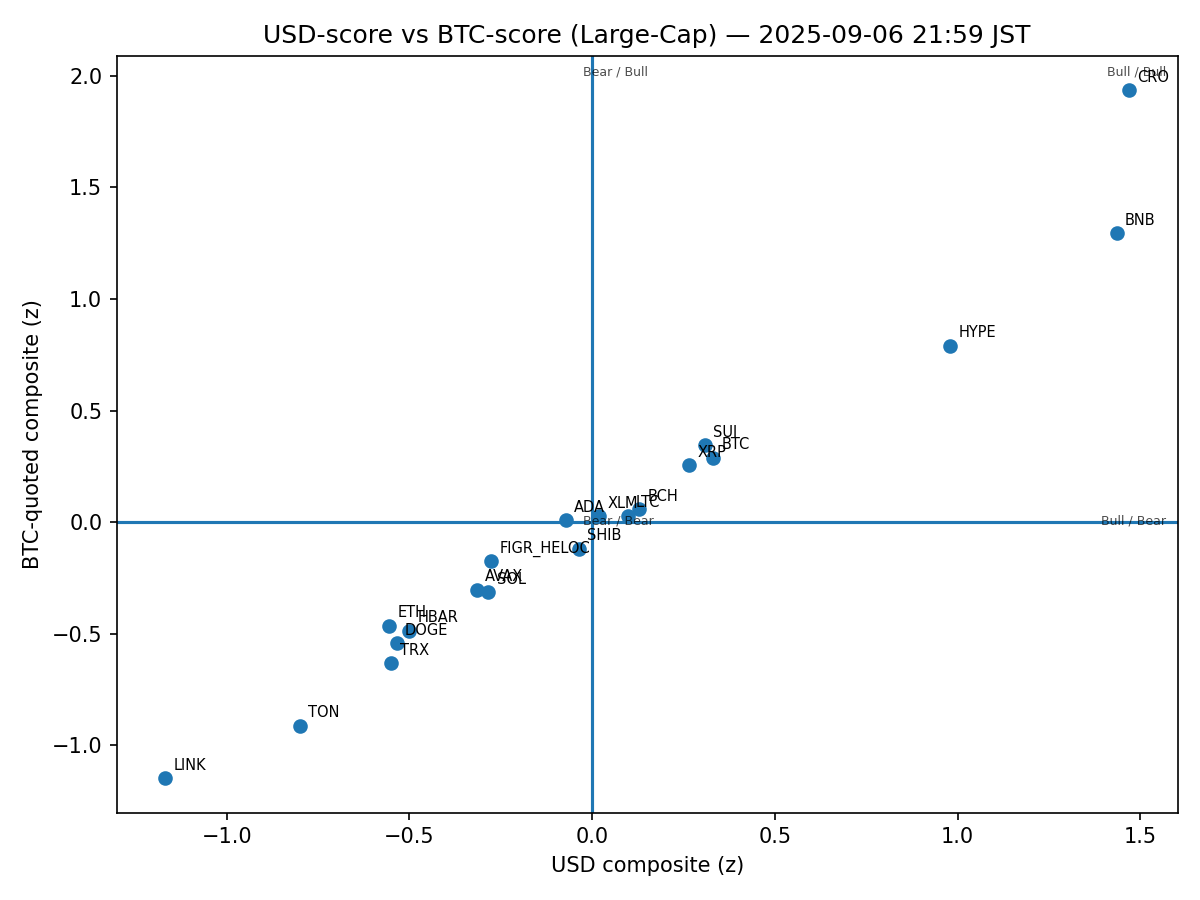 USD-score vs BTC-score (Large-Cap) — 2025-09-06 21:59 JST
Bear / Bull
Bull / Bull
CRO
BNB
HYPE
SUI
BTC
XRP
BCH
LTC
XLM
ADA
Bear / Bear
Bull / Bear
SHIB
FIGR_HELOC
AVAX
SOL
ETH
HBAR
DOGE
TRX
TON
LINK
2.0
1.5
1.0
0.5
0.0
−0.5
−1.0
BTC-quoted composite (z)
−1.0
−0.5
0.0
0.5
1.0
1.5
USD composite (z)